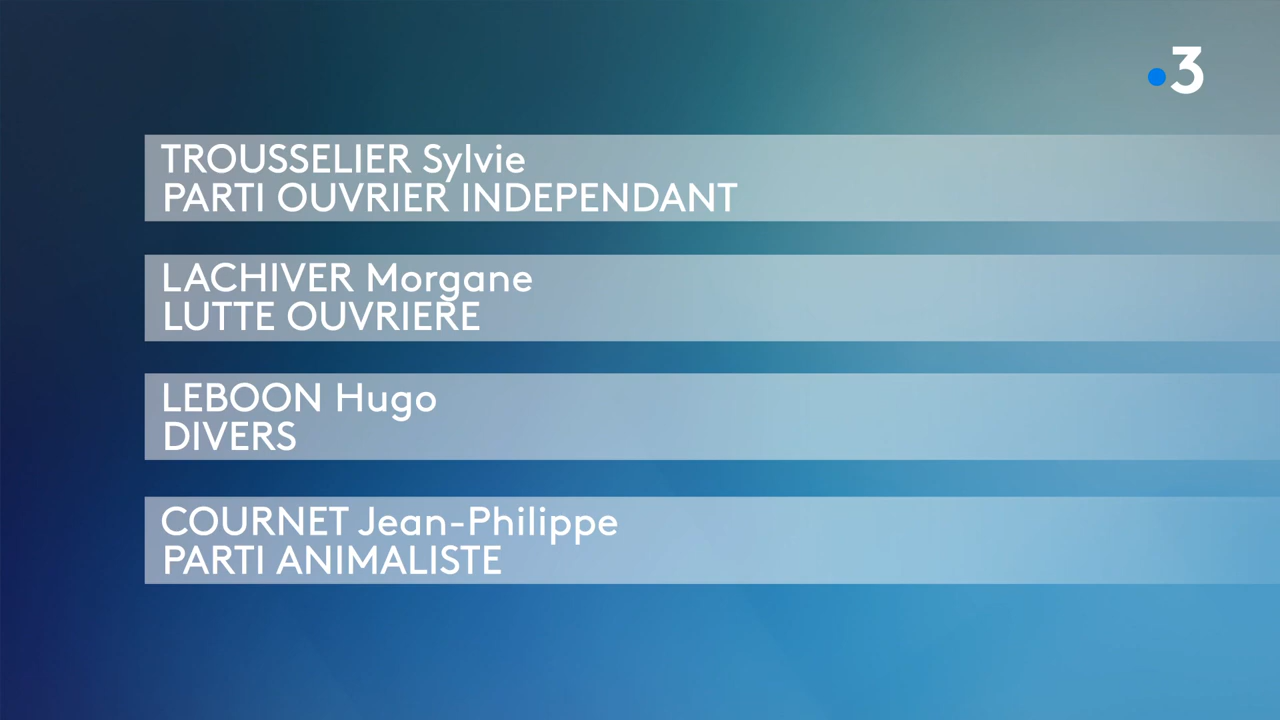 3
TROUSSELIER Sylvie
PARTI OUVRIER INDEPENDANT
LACHIVER Morgane
LUTTE OUVRIERE
LEBOON Hugo
DIVERS
COURNET Jean-Philippe
PARTI ANIMALISTE